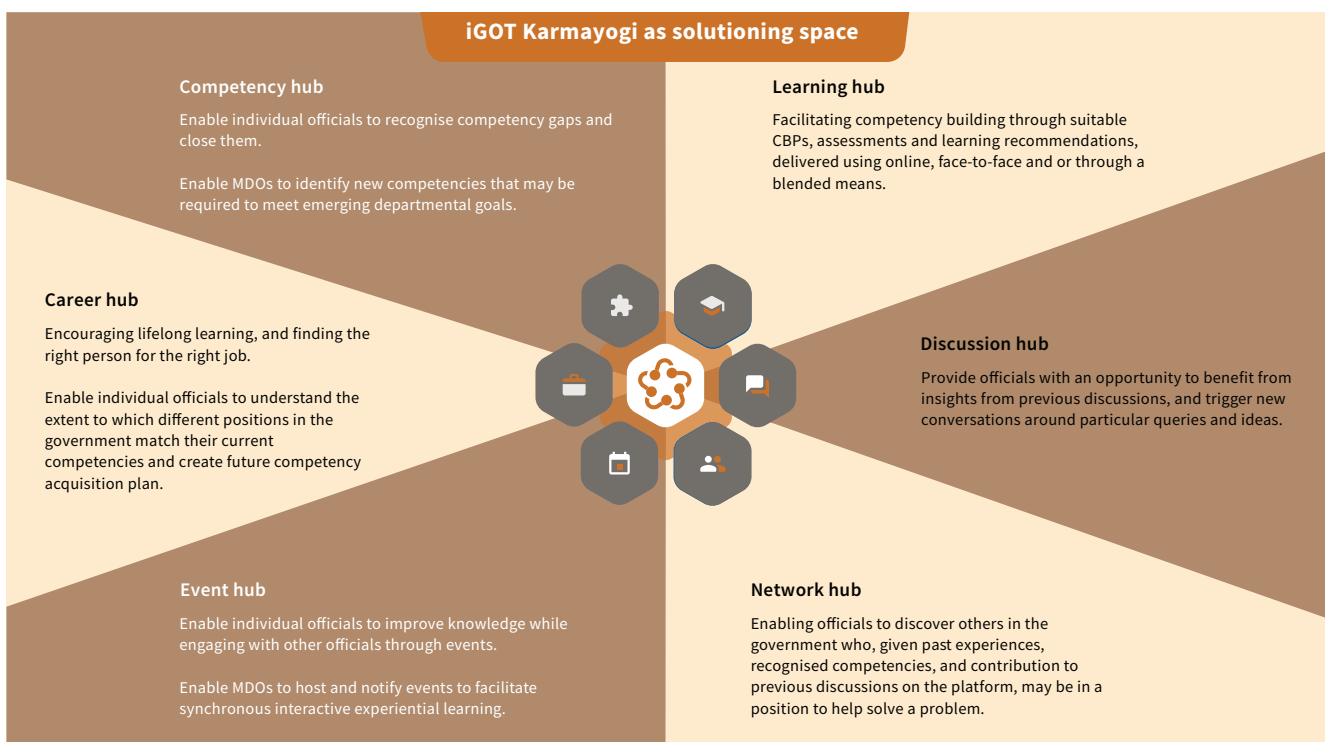 iGOT Karmayogi as solutioning space
Competency hub
Enable individual officials to recognise competency gaps and
close them.
Enable MDOs to identify new competencies that may be
required to meet emerging departmental goals.
Learning hub
Facilitating competency building through suitable
CBPs, assessments and learning recommendations,
delivered using online, face-to-face and or through a
blended means.
Career hub
Encouraging lifelong learning, and finding the
right person for the right job.
Enable individual officials to understand the
extent to which different positions in the
government match their current
competencies and create future competency
acquisition plan.
Discussion hub
Provide officials with an opportunity to benefit from
insights from previous discussions, and trigger new
conversations around particular queries and ideas.
Event hub
Enable individual officials to improve knowledge while
engaging with other officials through events.
Enable MDOs to host and notify events to facilitate
synchronous interactive experiential learning.
Network hub
Enabling officials to discover others in the
government who, given past experiences,
recognised competencies, and contribution to
previous discussions on the platform, may be in a
position to help solve a problem.